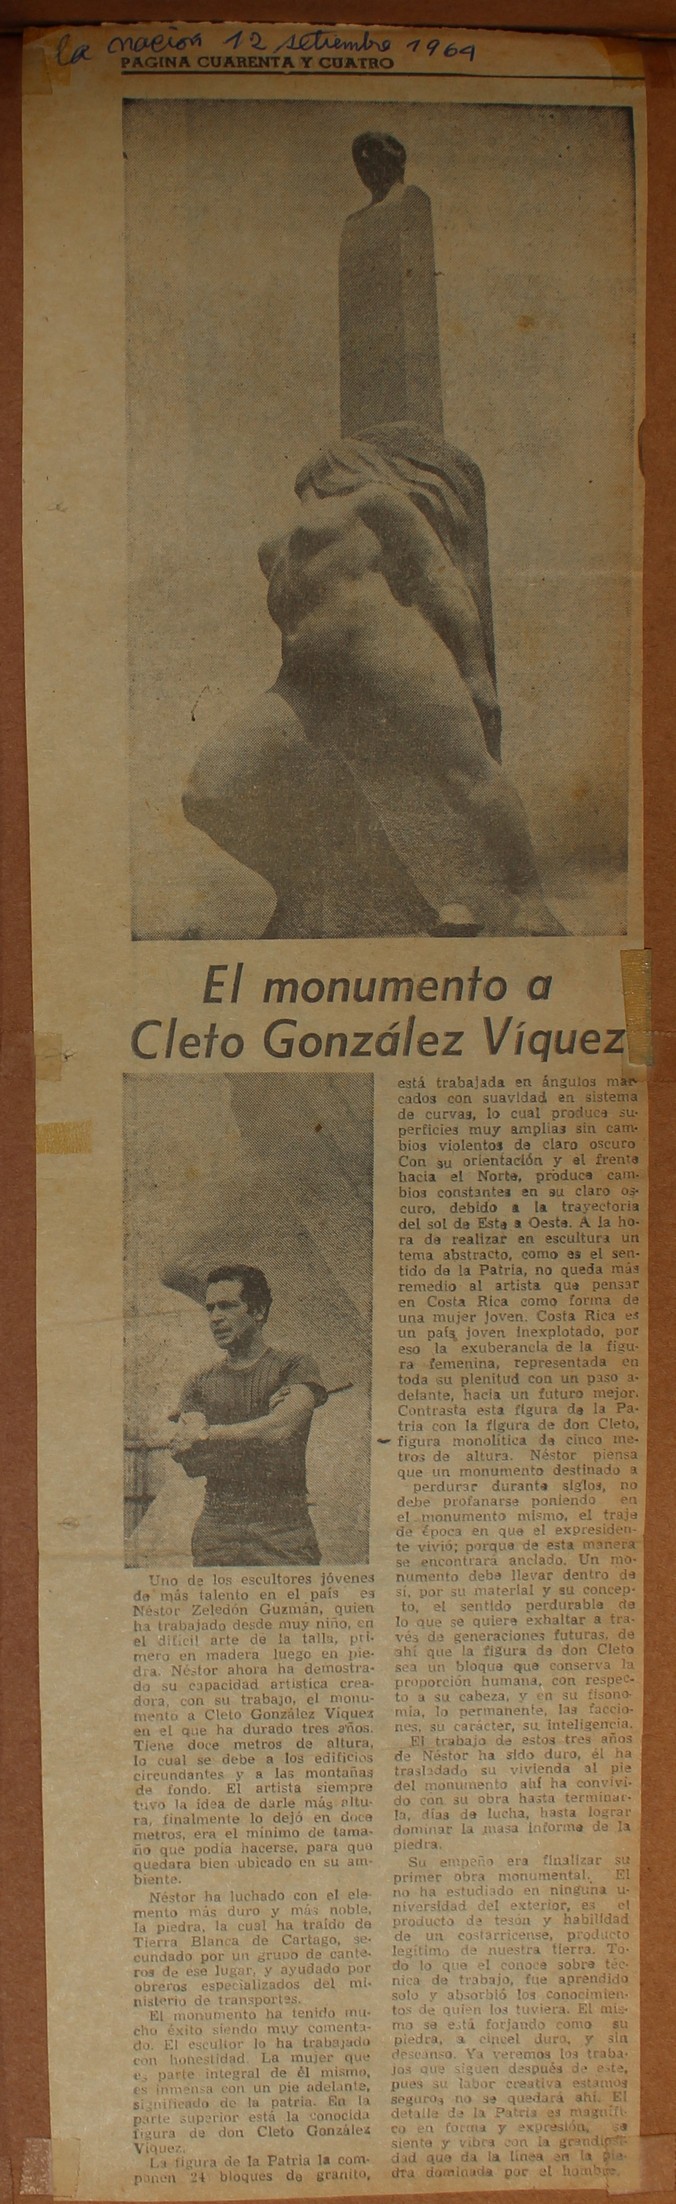 la nacion 12 setiembre 1964
PAGINA CUARENTA Y CUATRO
El monumento a
Cleto González Víquez
Uno de los escultores jóvenes
de más talento en el país es
Néstor Zeledón Guzmán, quien
ha trabajado desde muy niño, en
el difícil arte de la talla, pri-
mero en madera luego en pie-
dra. Néstor ahora ha demostra-
do su capacidad artística crea-
dora, con su trabajo, el monu-
mento a Cleto González Víquez
en el que ha durado tres años.
Tiene doce metros de altura,
lo cual se debe a los edificios
circundantes y a las montañas
de fondo. El artista siempre
tuvo la idea de darle más altu-
ra, finalmente lo dejó en doce
metros, era el mínimo de tama-
ño que podía hacerse, para que
quedara bien ubicado en su am-
biente.
Néstor ha luchado con el ele-
mento más duro y más noble,
la piedra, la cual ha traído de
Tierra Blanca de Cartago, se-
cundado por un grupo de cante-
ros de ese lugar, y ayudado por
obreros especializados del mi-
nisterio de transportes.
El monumento ha tenido mu-
cho éxito siendo muy comenta-
do. El escultor lo ha trabajado
con honestidad. La mujer que
es parte integral de él mismo,
es inmensa con un pie adelante,
significado de la patria. En la
parte superior está la conocida
figura de don Cleto González
Víquez.
La figura de la Patria la com-
ponen 24 bloques de granito,
está trabajada en ángulos mar-
cados con suavidad en sistema
de curvas, lo cual produce su-
perficies muy amplias sin cam-
bios violentos de claro oscuro
Con su orientación y el frente
hacia el Norte, produce cam-
bios constantes en su claro os-
curo, debido a la trayectoria
del sol de Este a Oeste. A la ho-
ra de realizar en escultura un
tema abstracto, como es el sen-
tido de la Patria, no queda más
remedio al artista que pensar
en Costa Rica como forma de
una mujer joven. Costa Rica es
un país joven inexplotado, por
eso la exuberancia de la figu-
ra femenina, representada en
toda su plenitud con un paso a-
delante, hacia un futuro mejor.
Contrasta esta figura de la Pa-
tria con la figura de don Cleto,
figura monolítica de cinco me-
tros de altura. Néstor piensa
que un monumento destinado a
perdurar durante siglos, no
debe profanarse poniendo en
el monumento mismo, el traje
de época en que el expresiden-
te vivió; porque de esta manera
se encontrará anclado. Un mo-
numento debe llevar dentro de
sí, por su material y su concep-
to, el sentido perdurable de
lo que se quiere exhaltar a tra-
vés de generaciones futuras, de
ahí que la figura de don Cleto
sea un bloque que conserva la
proporción humana, con respec-
to a su cabeza, y en su fisono-
mía, lo permanente, las faccio-
nes, su carácter, su inteligencia.
El trabajo de estos tres años
de Néstor ha sido duro, él ha
trasladado su vivienda al pie
del monumento ahí ha convivi-
do con su obra hasta terminar-
la, días de lucha, hasta lograr
dominar la masa informe de la
piedra.
Su empeño era finalizar su
primer obra monumental. El
no ha estudiado en ninguna u-
niversidad del exterior, es el
producto de tesón y habilidad
de un costarricense, producto
legítimo de nuestra tierra. To-
do lo que el conoce sobre téc-
nica de trabajo, fue aprendido
solo y absorbió los conocimien-
tos de quien los tuviera. El mis-
mo se está forjando como su
piedra, a cincel duro, y sin
descanso. Ya veremos los traba-
jos que siguen después de este,
pues su labor creativa estamos
seguros no se quedará ahí. El
detalle de la Patria es magnífi-
co en forma y expresión, se
siente y vibra con la grandiosi-
dad que da la línea en la pie-
dra dominada por el hombre.